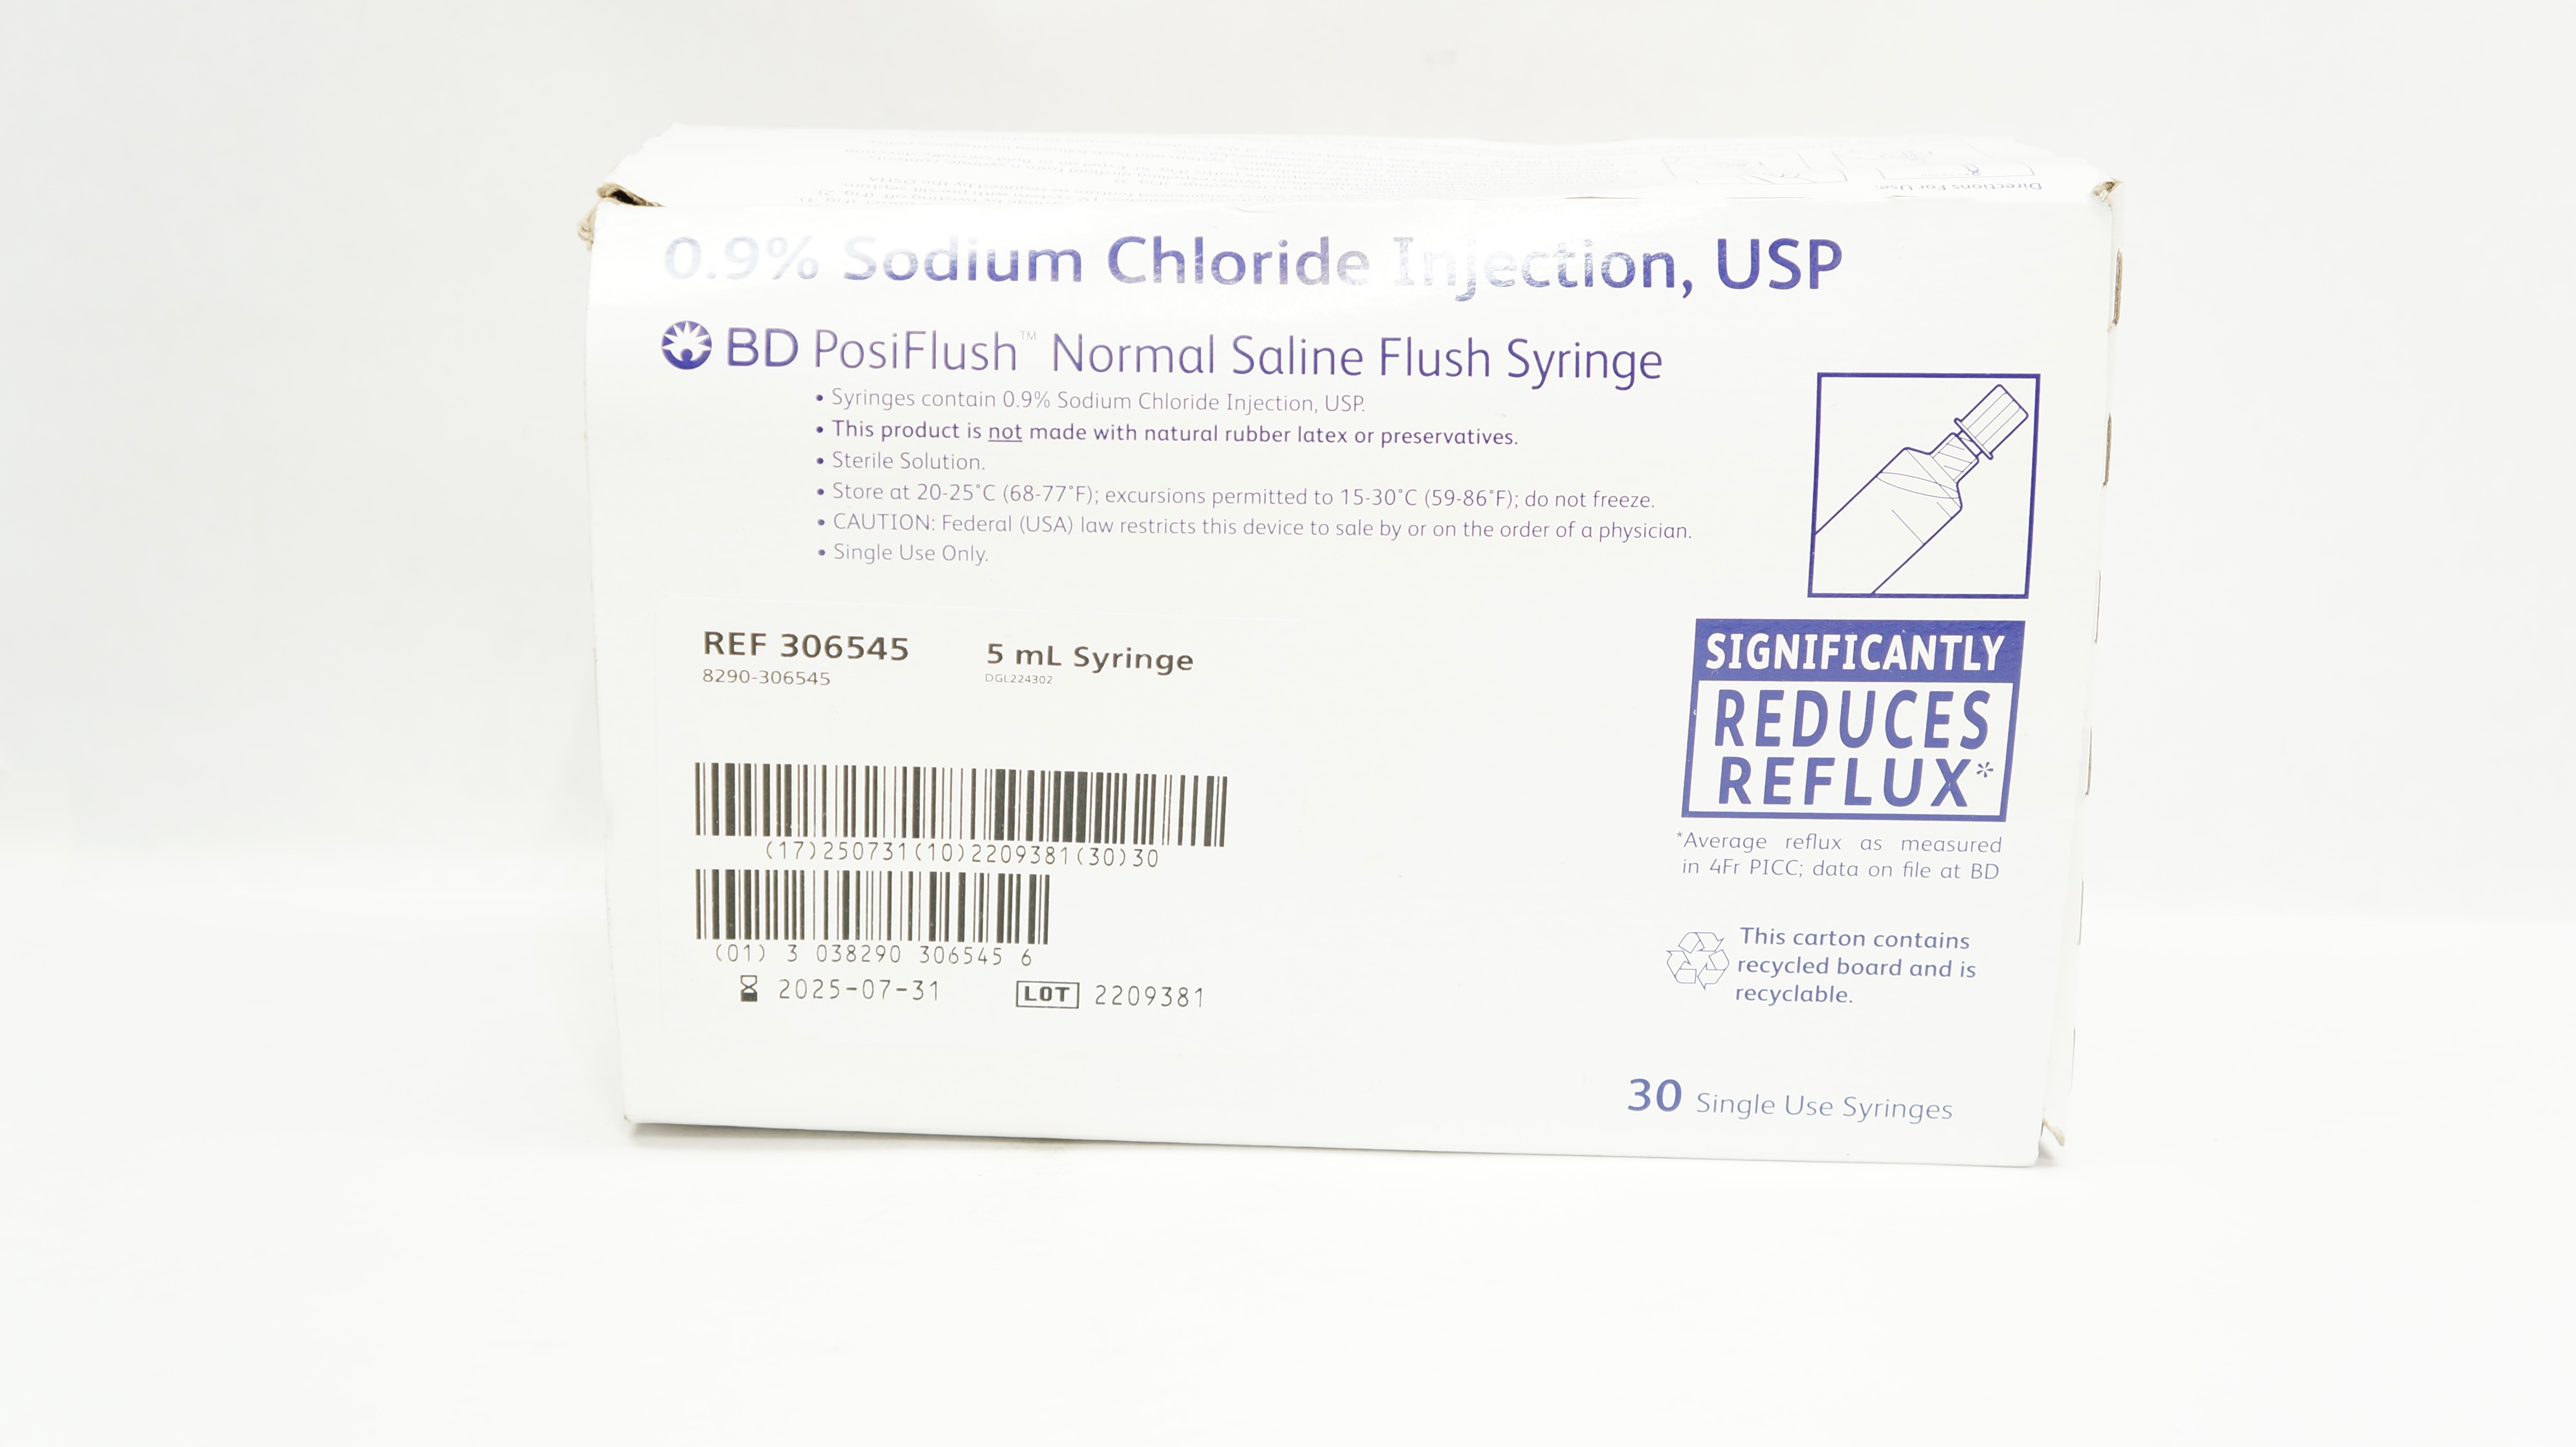 Directions For Use:
0.9% Sodium Chloride Injection, USP
BD PosiFlush™ Normal Saline Flush Syringe
• Syringes contain 0.9% Sodium Chloride Injection, USP.
• This product is not made with natural rubber latex or preservatives.
• Sterile Solution.
• Store at 20-25°C (68-77°F); excursions permitted to 15-30°C (59-86°F); do not freeze.
• CAUTION: Federal (USA) law restricts this device to sale by or on the order of a physician.
• Single Use Only.
REF 306545
8290-306545
5 mL Syringe
DGL224302
(17)250731(10)2209381(30)30
(01) 3 038290 306545 6
2025-07-31
LOT 2209381
SIGNIFICANTLY
REDUCES
REFLUX*
*Average reflux as measured
in 4Fr PICC; data on file at BD
This carton contains
recycled board and is
recyclable.
30 Single Use Syringes